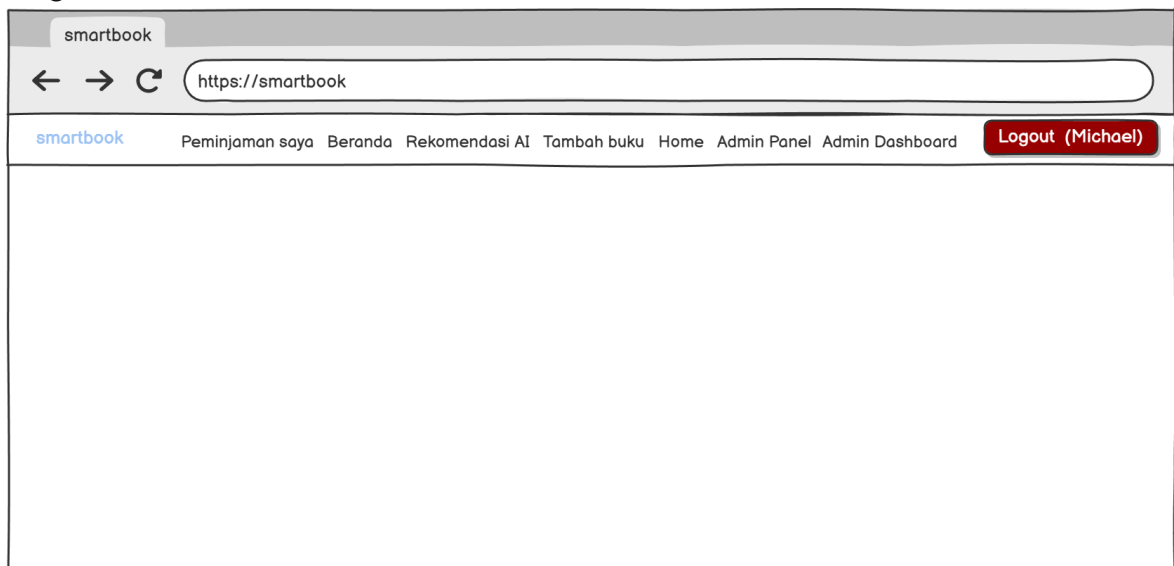 smartbook
https://smartbook
smartbook Peminjaman saya Beranda Rekomendasi AI Tambah buku Home Admin Panel Admin Dashboard Logout (Michael)